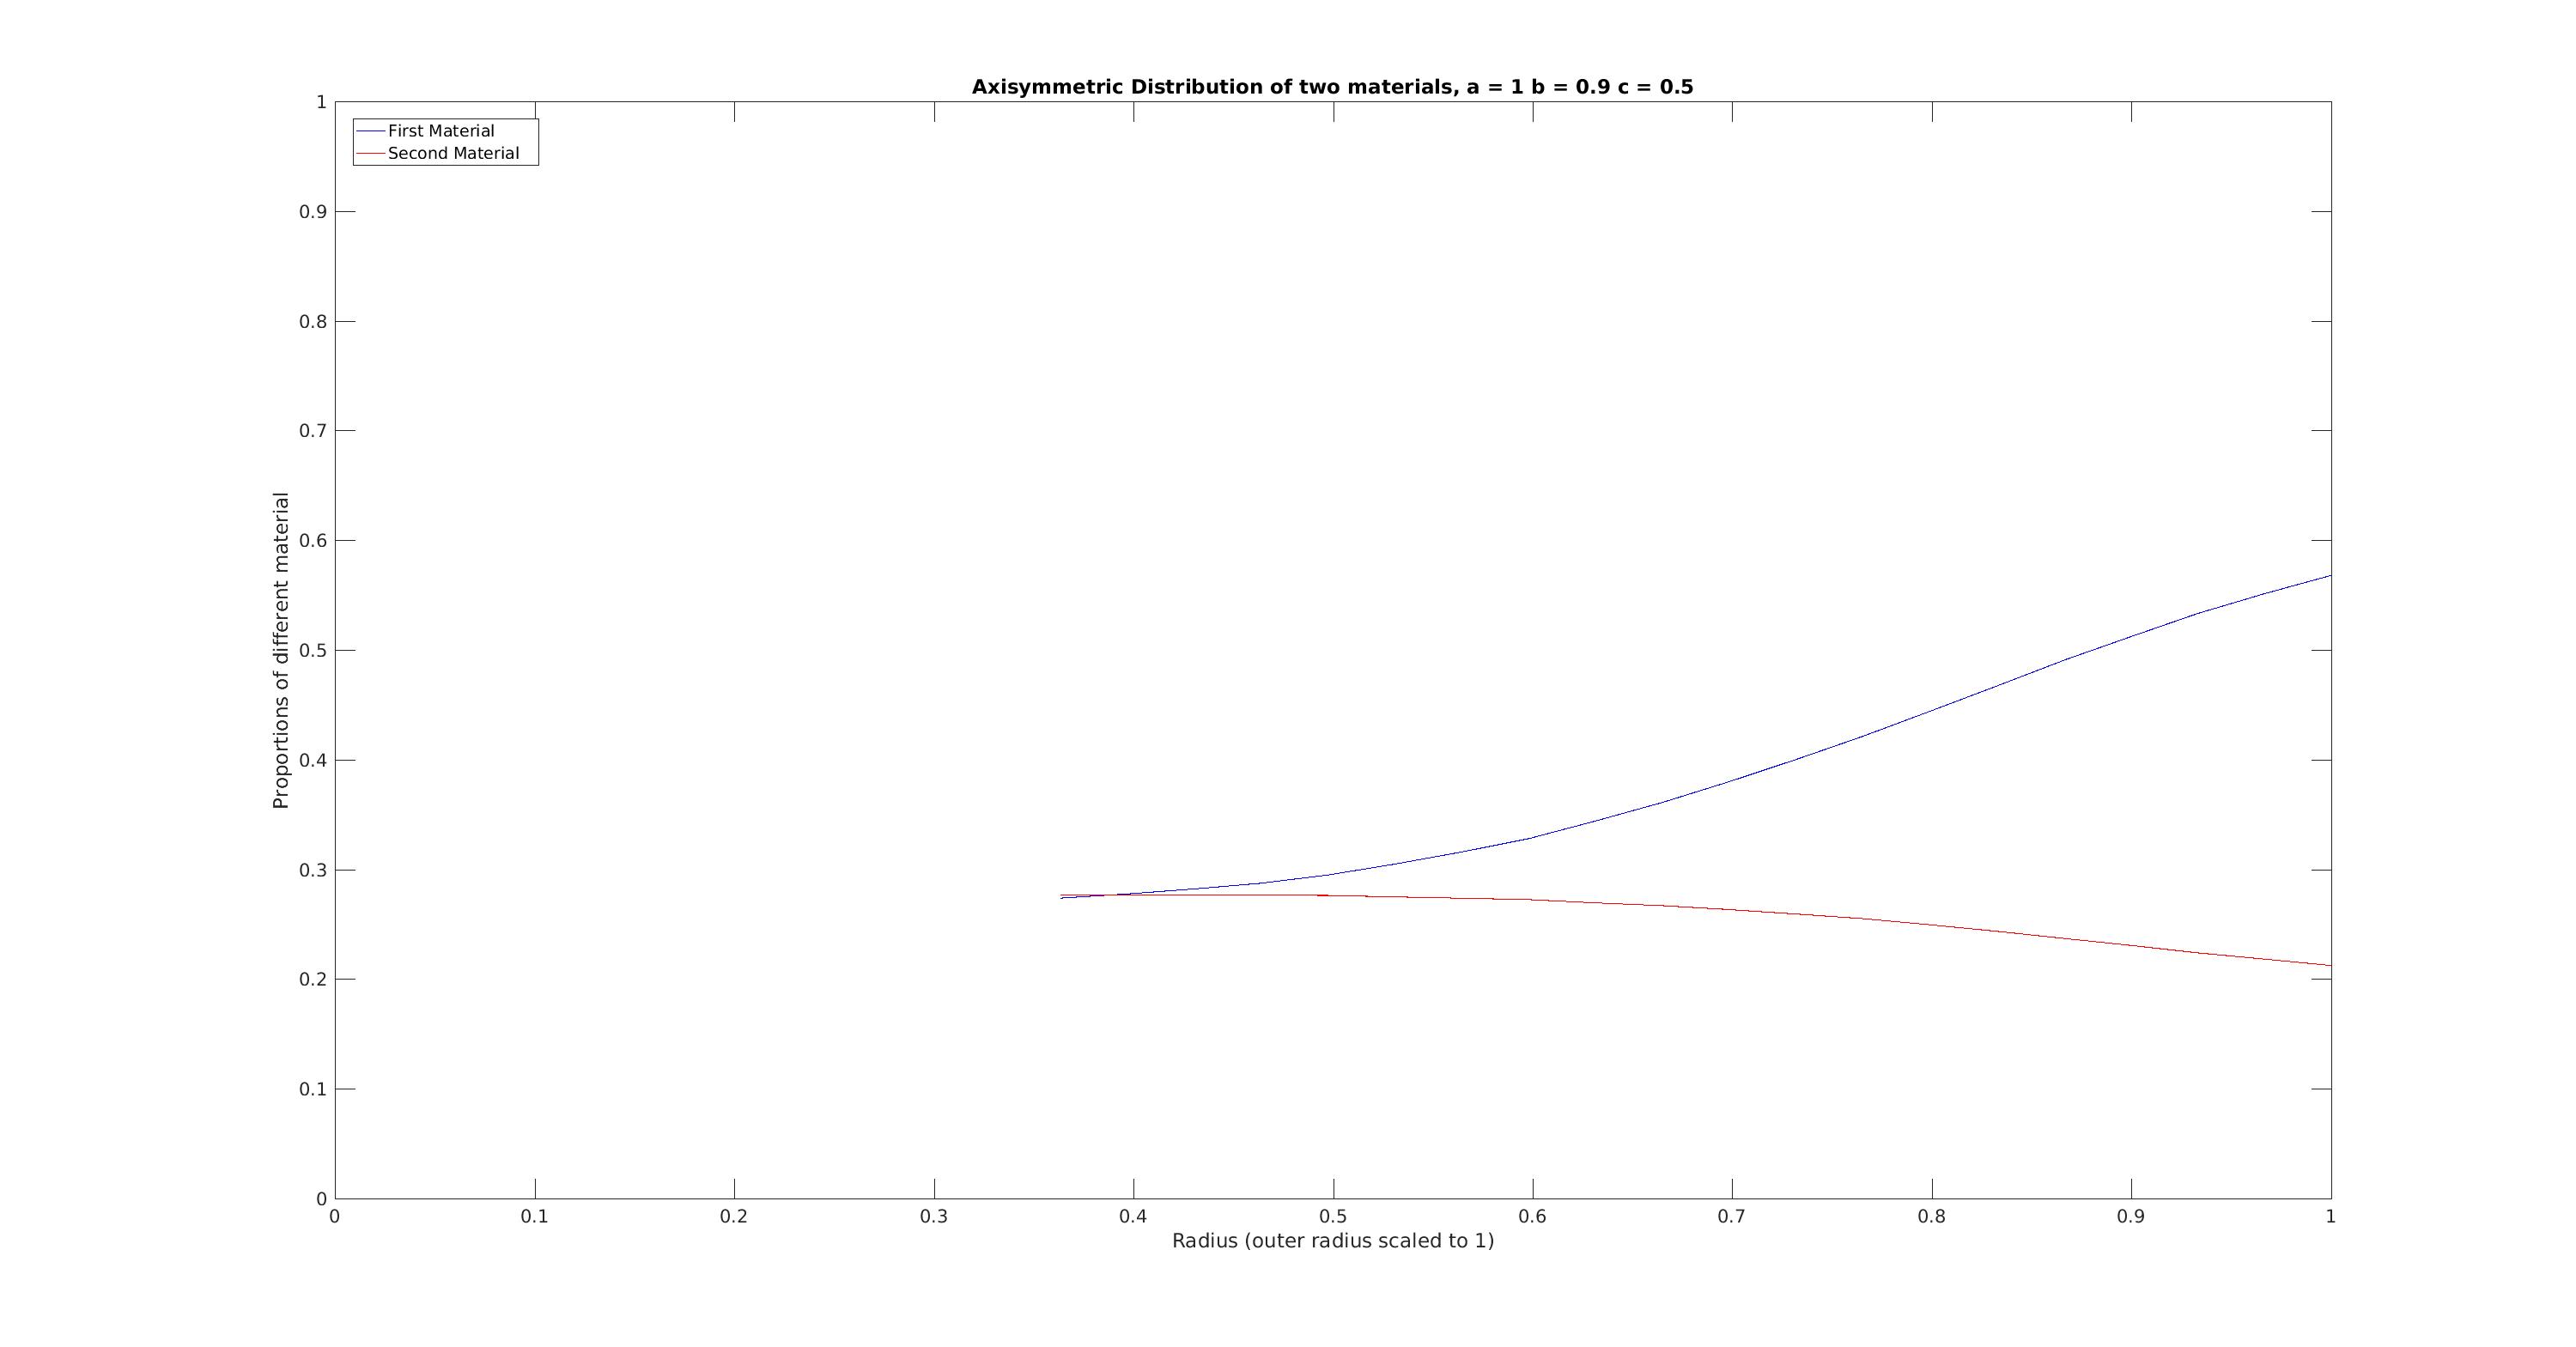 Axisymmetric Distribution of two materials, a = 1 b = 0.9 c = 0.5
First Material
Second Material
Proportions of different material
1
0.9
0.8
0.7
0.6
0.5
0.4
0.3
0.2
0.1
0
0 0.1 0.2 0.3 0.4 0.5 0.6 0.7 0.8 0.9 1
Radius (outer radius scaled to 1)